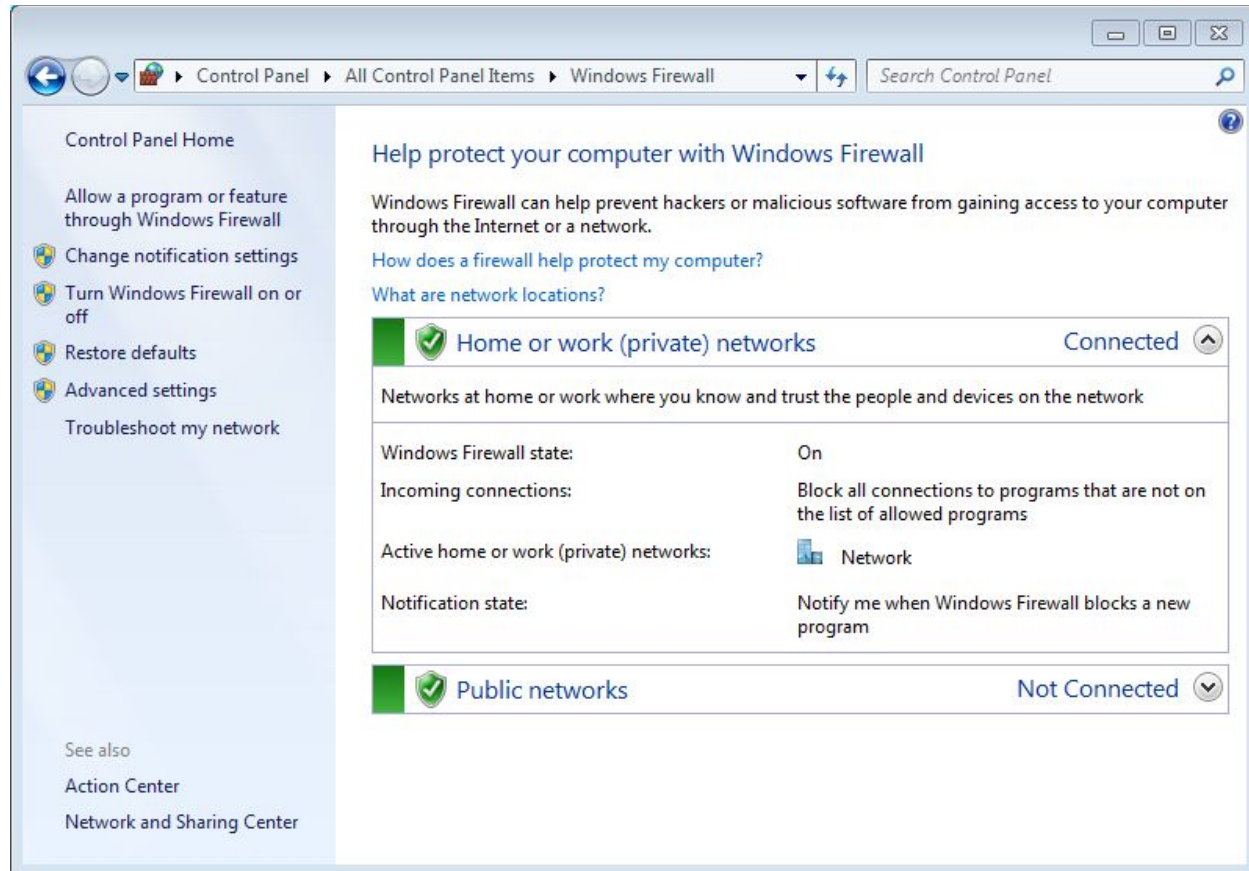 Control Panel
All Control Panel Items
Windows Firewall
Search Control Panel
Control Panel Home
Allow a program or feature
through Windows Firewall
Change notification settings
Turn Windows Firewall on or
off
Restore defaults
Advanced settings
Troubleshoot my network
See also
Action Center
Network and Sharing Center
Help protect your computer with Windows Firewall
Windows Firewall can help prevent hackers or malicious software from gaining access to your computer
through the Internet or a network.
How does a firewall help protect my computer?
What are network locations?
Home or work (private) networks Connected
Networks at home or work where you know and trust the people and devices on the network
Windows Firewall state: On
Incoming connections: Block all connections to programs that are not on
the list of allowed programs
Active home or work (private) networks: Network
Notification state: Notify me when Windows Firewall blocks a new
program
Public networks Not Connected